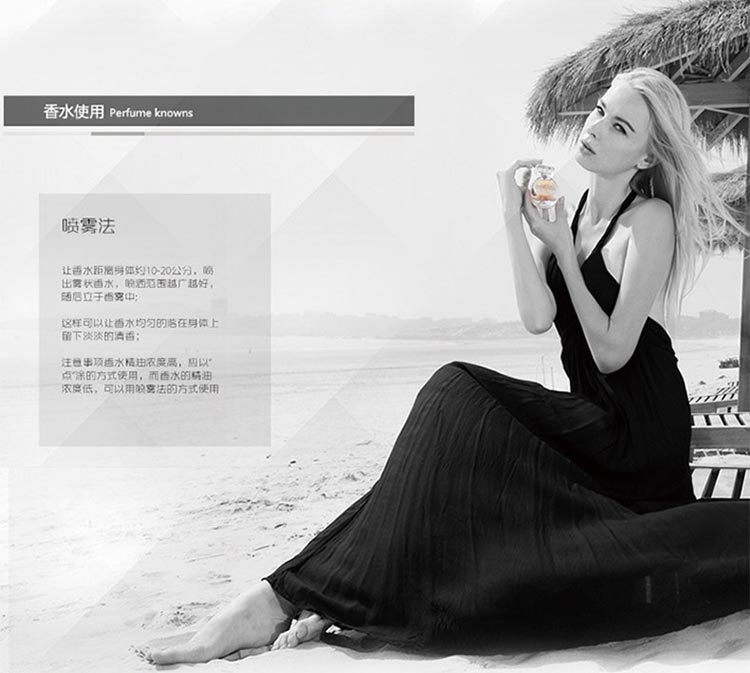 香水使用 Perfume knowns
喷雾法
让香水距离身体约10-20公分，喷
出雾状香水，喷洒范围越广越好，
随后立于香雾中；
这样可以让香水均匀的落在身体上
留下淡淡的清香；
注意事项香水精油浓度高，应以“
点”涂的方式使用，而香水的精油
浓度低，可以用喷雾法的方式使用